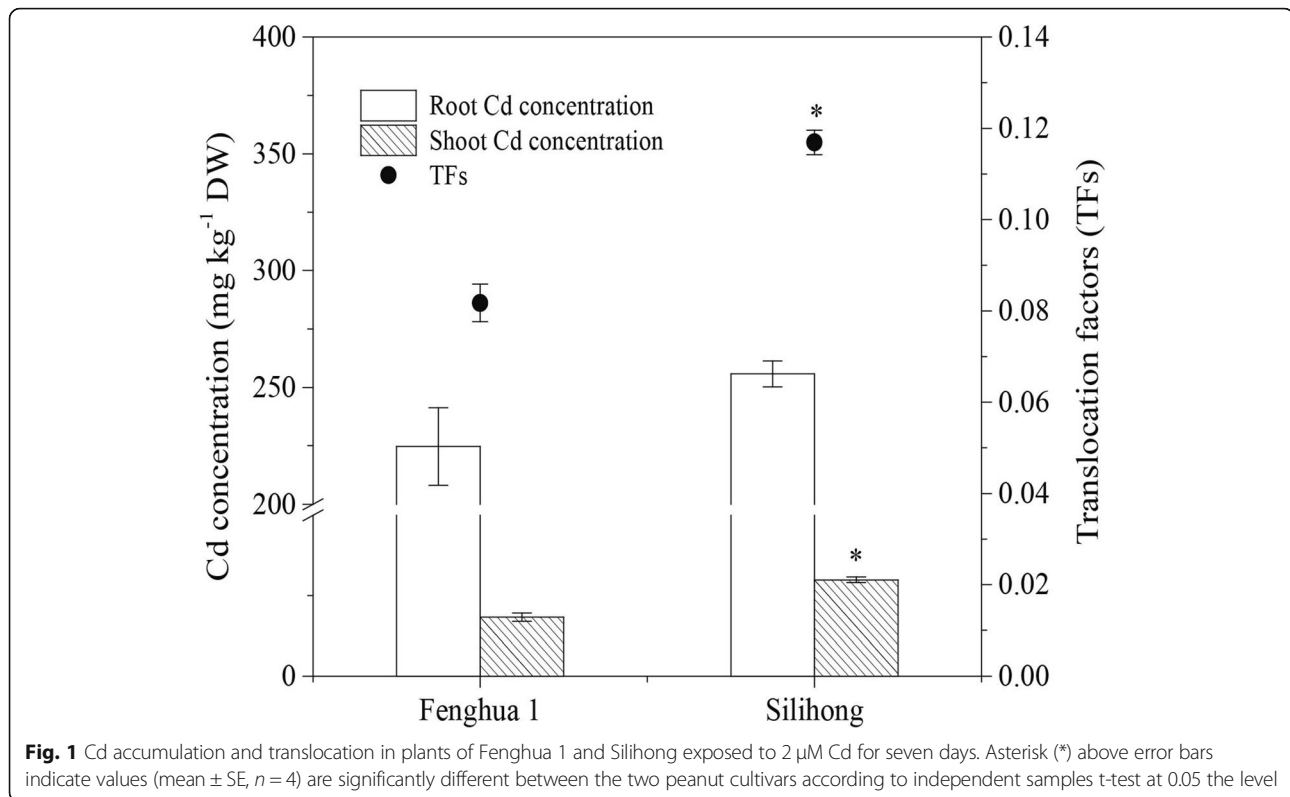 400
350
300
250
200
0
Cd concentration (mg kg⁻¹ DW)
Root Cd concentration
Shoot Cd concentration
TFs
*
*
0.14
0.12
0.10
0.08
0.06
0.04
0.02
0.00
Translocation factors (TFs)
Fenghua 1
Silihong
Fig. 1 Cd accumulation and translocation in plants of Fenghua 1 and Silihong exposed to 2 μM Cd for seven days. Asterisk (*) above error bars
indicate values (mean ± SE, n = 4) are significantly different between the two peanut cultivars according to independent samples t-test at 0.05 the level